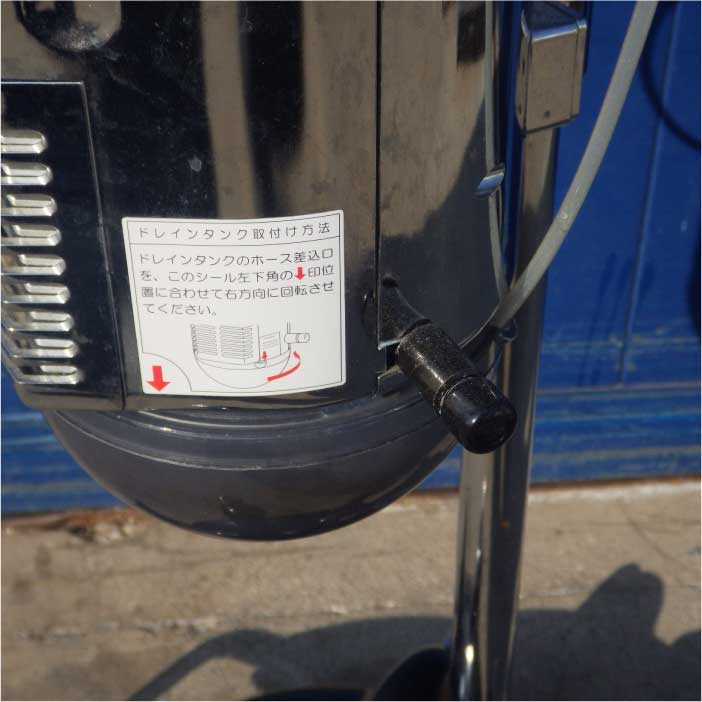 ドレインタンク取付け方法
ドレインタンクのホース差込口
を、このシール左下角の⬇印位
置に合わせて右方向に回転させ
てください。